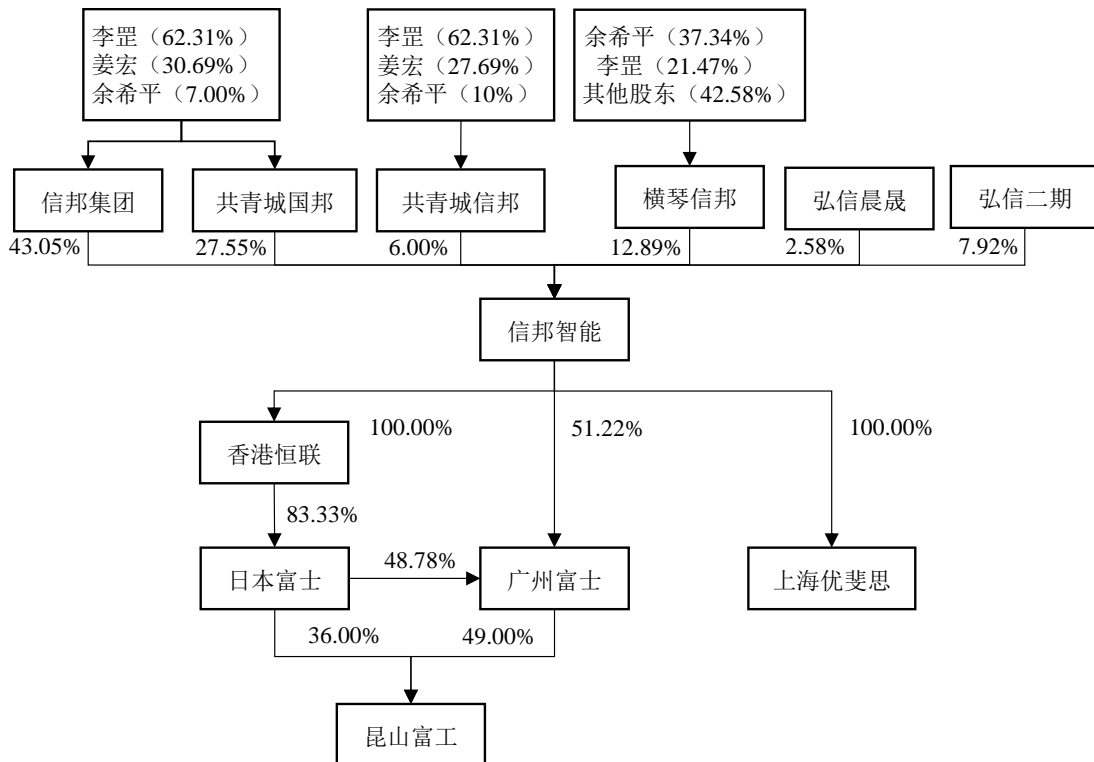 李罡（62.31%）
姜宏（30.69%）
余希平（7.00%）
李罡（62.31%）
姜宏（27.69%）
余希平（10%）
余希平（37.34%）
李罡（21.47%）
其他股东（42.58%）
信邦集团
共青城国邦
共青城信邦
横琴信邦
弘信晨晟
弘信二期
43.05%
27.55%
6.00%
12.89%
2.58%
7.92%
信邦智能
100.00%
51.22%
100.00%
香港恒联
83.33%
日本富士
48.78%
广州富士
上海优斐思
36.00%
49.00%
昆山富工